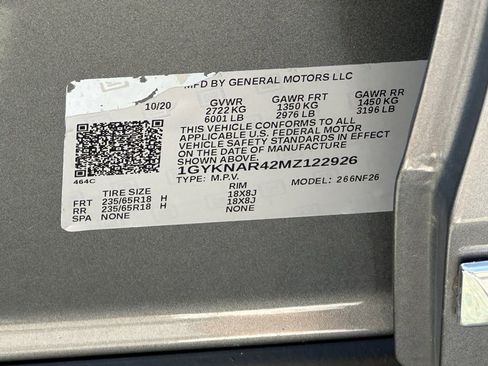 MFD BY GENERAL MOTORS LLC
10/20 GVWR GAWR FRT GAWR RR
2722 KG 1350 KG 1450 KG
6001 LB 2976 LB 3196 LB
THIS VEHICLE CONFORMS TO ALL
APPLICABLE U.S. FEDERAL MOTOR
VEHICLE SAFETY STANDARDS IN EFFECT
ON THE DATE OF MANUFACTURE
SHOWN ABOVE.
1GYKNAR42MZ122926
464C TYPE: M.P.V. MODEL: 266NF26
TIRE SIZE RIM
FRT 235/65R18 H 18X8J
RR 235/65R18 H 18X8J
SPA NONE NONE